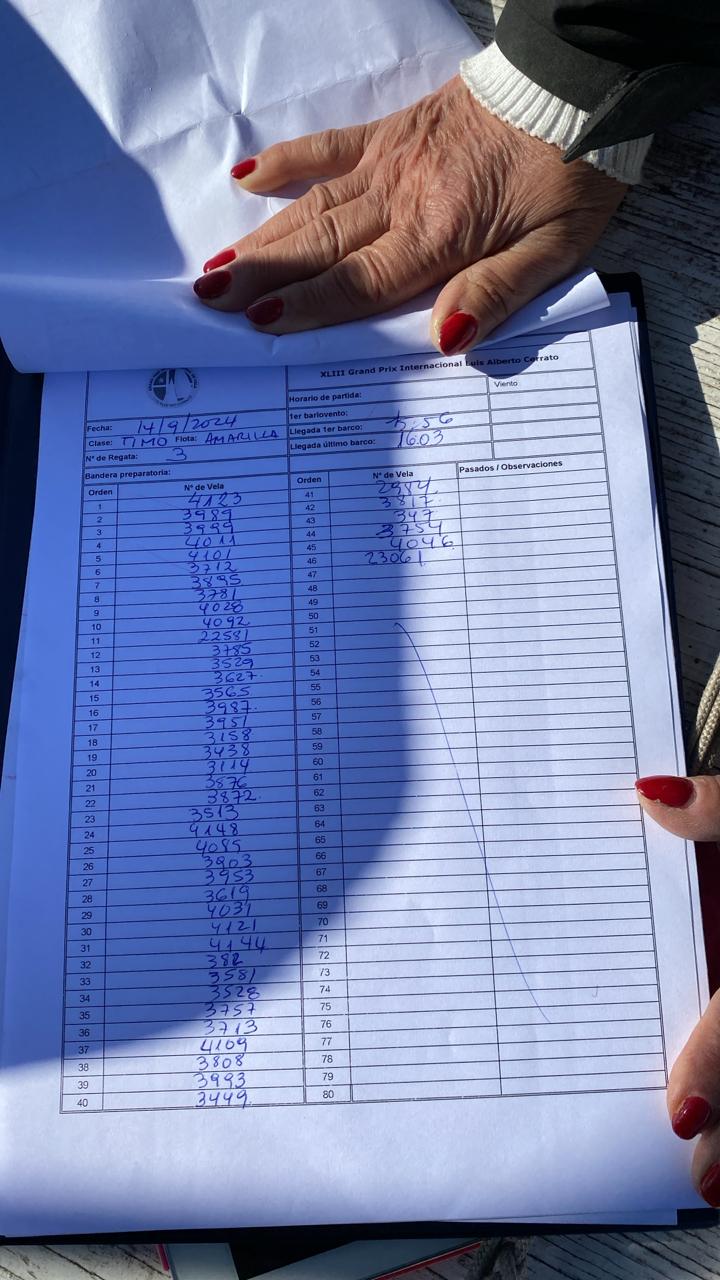 XLIII Grand Prix Internacional Luis Alberto Cerrato
Horario de partida:
Viento
1er barlovento:
Fecha: 14/9/2024
Llegada 1er barco: 15:56
Clase: TIMO Flota: AMARILLA
Llegada último barco: 1603
N° de Regata: 3
Bandera preparatoria:
Orden N° de Vela Orden N° de Vela Pasados / Observaciones
1 4123 41 2984
2 3989 42 3817
3 3999 43 347
4 4011 44 3754
5 4101 45 4046
6 3712 46 23061
7 3895 47
8 3781 48
9 4028 49
10 4092 50
11 22581 51
12 3785 52
13 3529 53
14 3627 54
15 3565 55
16 3987 56
17 3951 57
18 3158 58
19 3438 59
20 3114 60
21 3876 61
22 3872 62
23 3513 63
24 4148 64
25 4085 65
26 3903 66
27 3953 67
28 3619 68
29 4031 69
30 4121 70
31 4144 71
32 382 72
33 3581 73
34 3528 74
35 3757 75
36 3713 76
37 4109 77
38 3808 78
39 3993 79
40 3449 80